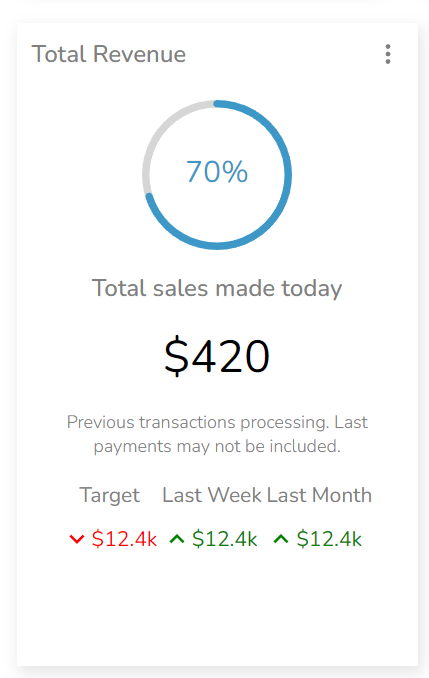 Total Revenue
70%
Total sales made today
$420
Previous transactions processing. Last
payments may not be included.
Target Last Week Last Month
$12.4k $12.4k $12.4k